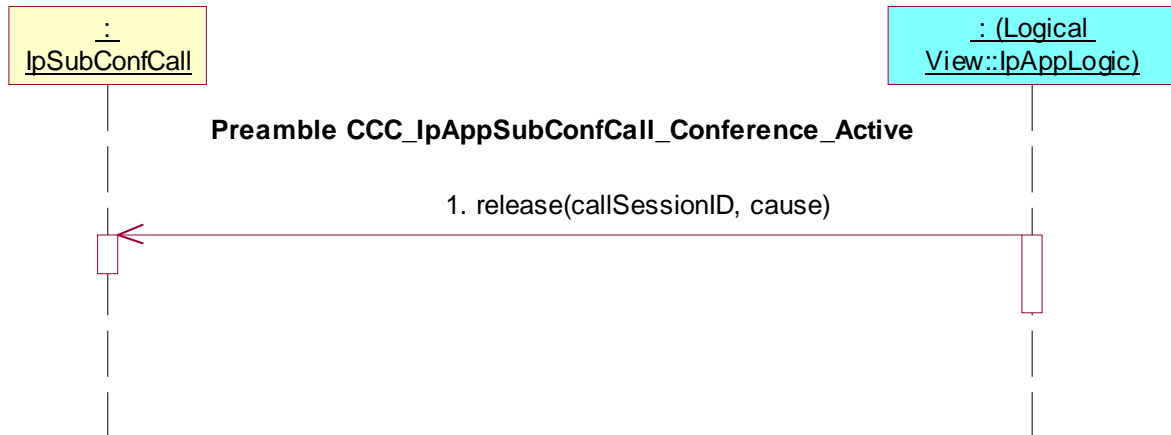 :
IpSubConfCall
: (Logical
View::IpAppLogic)
Preamble CCC_IpAppSubConfCall_Conference_Active
1. release(callSessionID, cause)